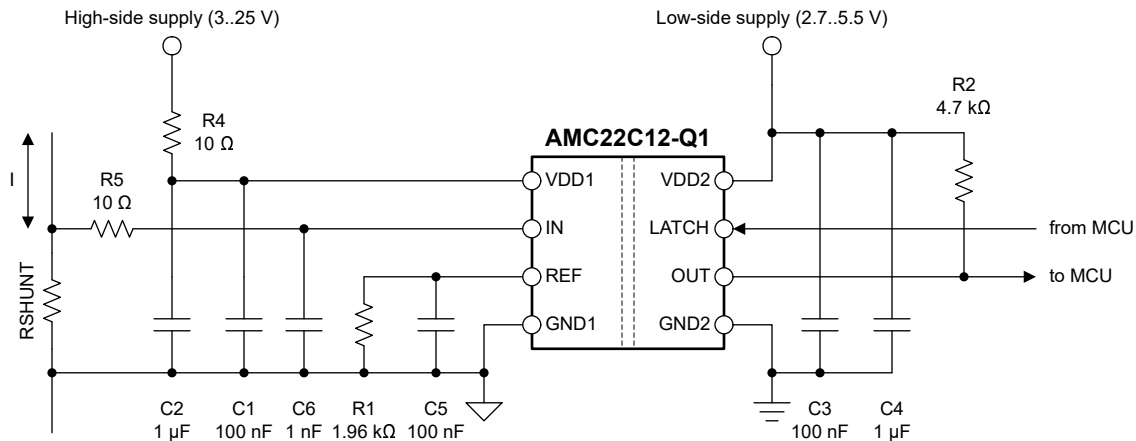 High-side supply (3..25 V)
Low-side supply (2.7..5.5 V)
R2
4.7 kΩ
R4
10 Ω
AMC22C12-Q1
I
R5
10 Ω
VDD1
VDD2
IN
LATCH
from MCU
REF
OUT
to MCU
RSHUNT
GND1
GND2
C2
1 µF
C1
100 nF
C6
1 nF
R1
1.96 kΩ
C5
100 nF
C3
100 nF
C4
1 µF